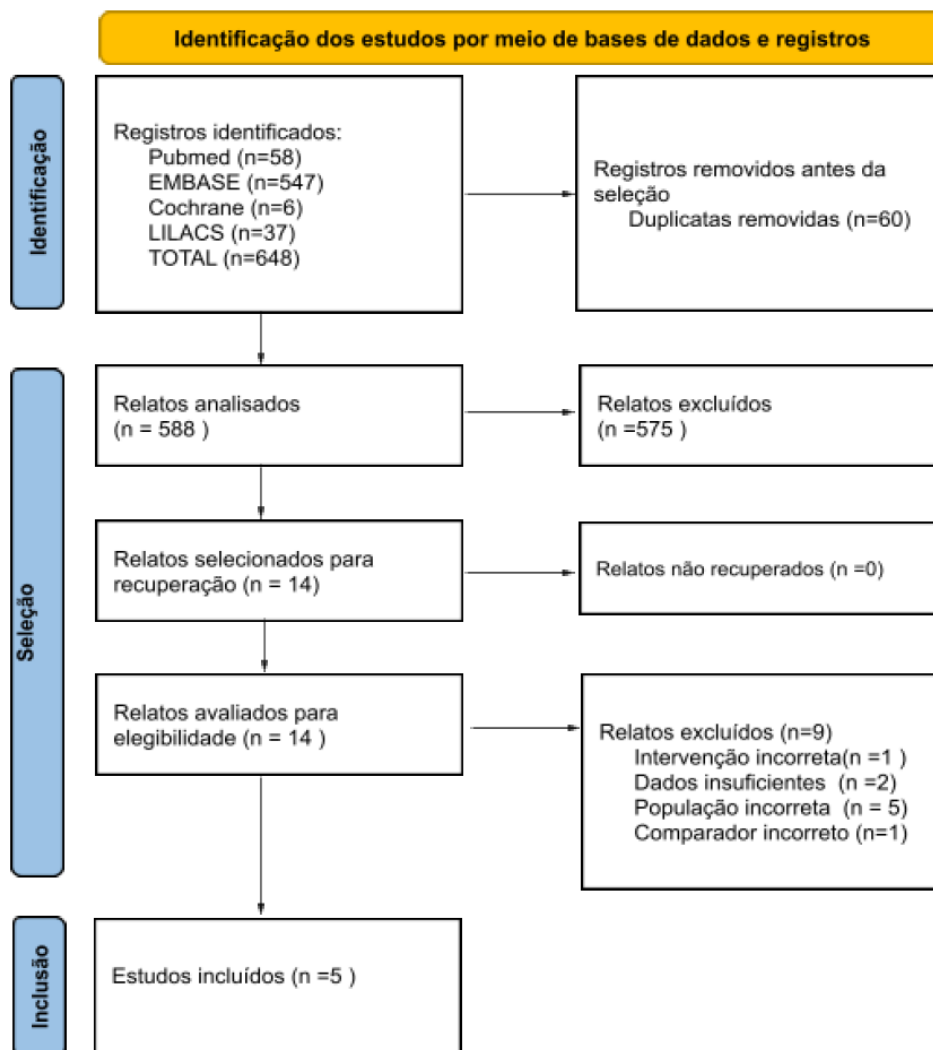 Identificação dos estudos por meio de bases de dados e registros
Identificação
Registros identificados:
Pubmed (n=58)
EMBASE (n=547)
Cochrane (n=6)
LILACS (n=37)
TOTAL (n=648)
Registros removidos antes da
seleção
Duplicatas removidas (n=60)
Seleção
Relatos analisados
(n = 588 )
Relatos excluídos
(n =575 )
Relatos selecionados para
recuperação (n = 14)
Relatos não recuperados (n =0)
Relatos avaliados para
elegibilidade (n = 14 )
Relatos excluídos (n=9)
Intervenção incorreta(n =1 )
Dados insuficientes  (n =2)
População incorreta  (n = 5)
Comparador incorreto (n=1)
Inclusão
Estudos incluídos (n =5 )